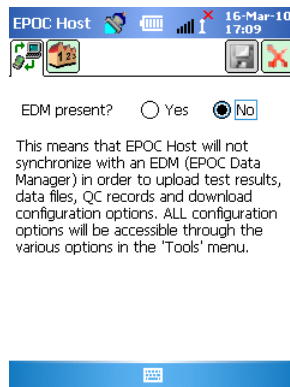 EPOC Host 16-Mar-10
17:09
123
EDM present? Yes No
This means that EPOC Host will not
synchronize with an EDM (EPOC Data
Manager) in order to upload test results,
data files, QC records and download
configuration options. ALL configuration
options will be accessible through the
various options in the 'Tools' menu.